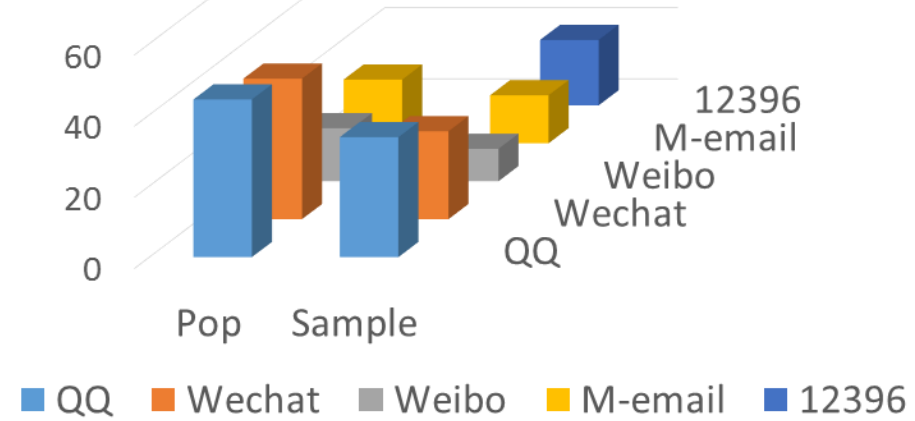 60
40
20
0
12396
M-email
Weibo
Wechat
QQ
Pop Sample
QQ Wechat Weibo M-email 12396